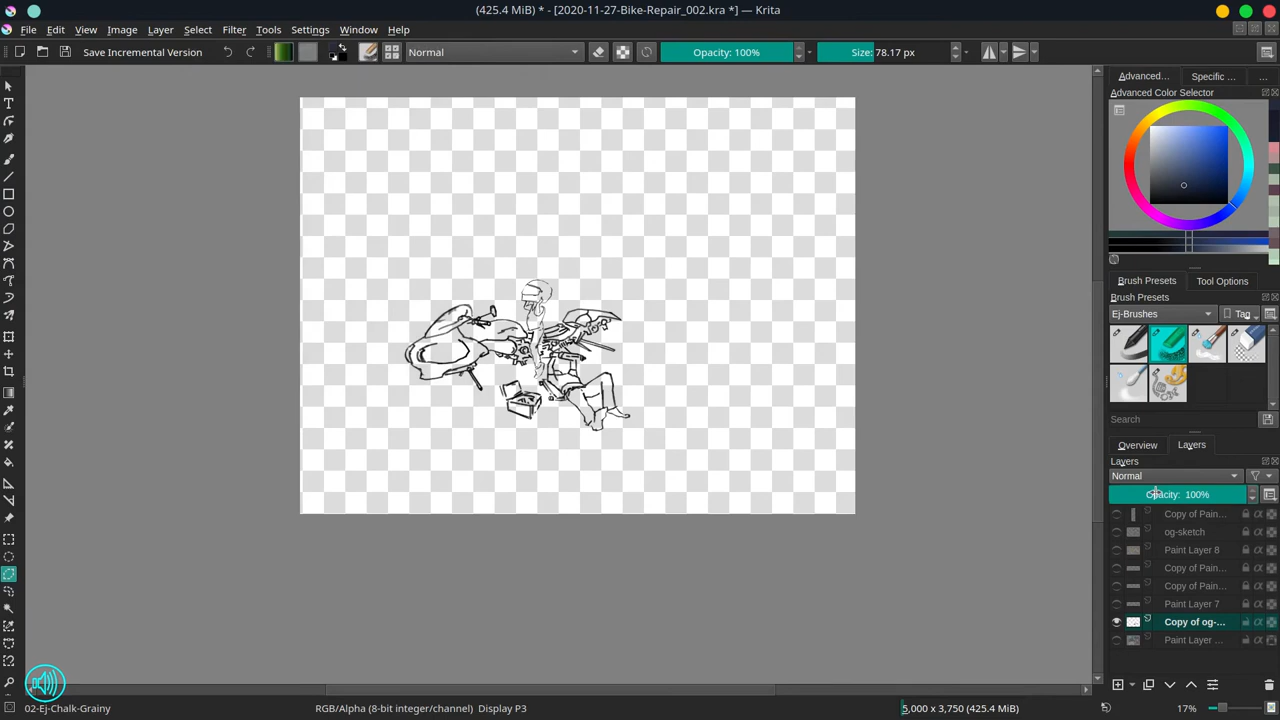 (425.4 MiB) * - [2020-11-27-Bike-Repair_002.kra *] — Krita
File Edit View Image Layer Select Filter Tools Settings Window Help
Save Incremental Version Normal Opacity: 100% Size: 78.17 px
Advanced... Specific ... ...
Advanced Color Selector
Brush Presets Tool Options
Brush Presets
Ej-Brushes Tag
Search
Overview Layers
Layers
Normal
Opacity: 100%
Copy of Pain...
og-sketch
Paint Layer 8
Copy of Pain...
Copy of Pain...
Paint Layer 7
Copy of og-...
Paint Layer ...
02-Ej-Chalk-Grainy RGB/Alpha (8-bit integer/channel) Display P3 5,000 x 3,750 (425.4 MiB) 17%